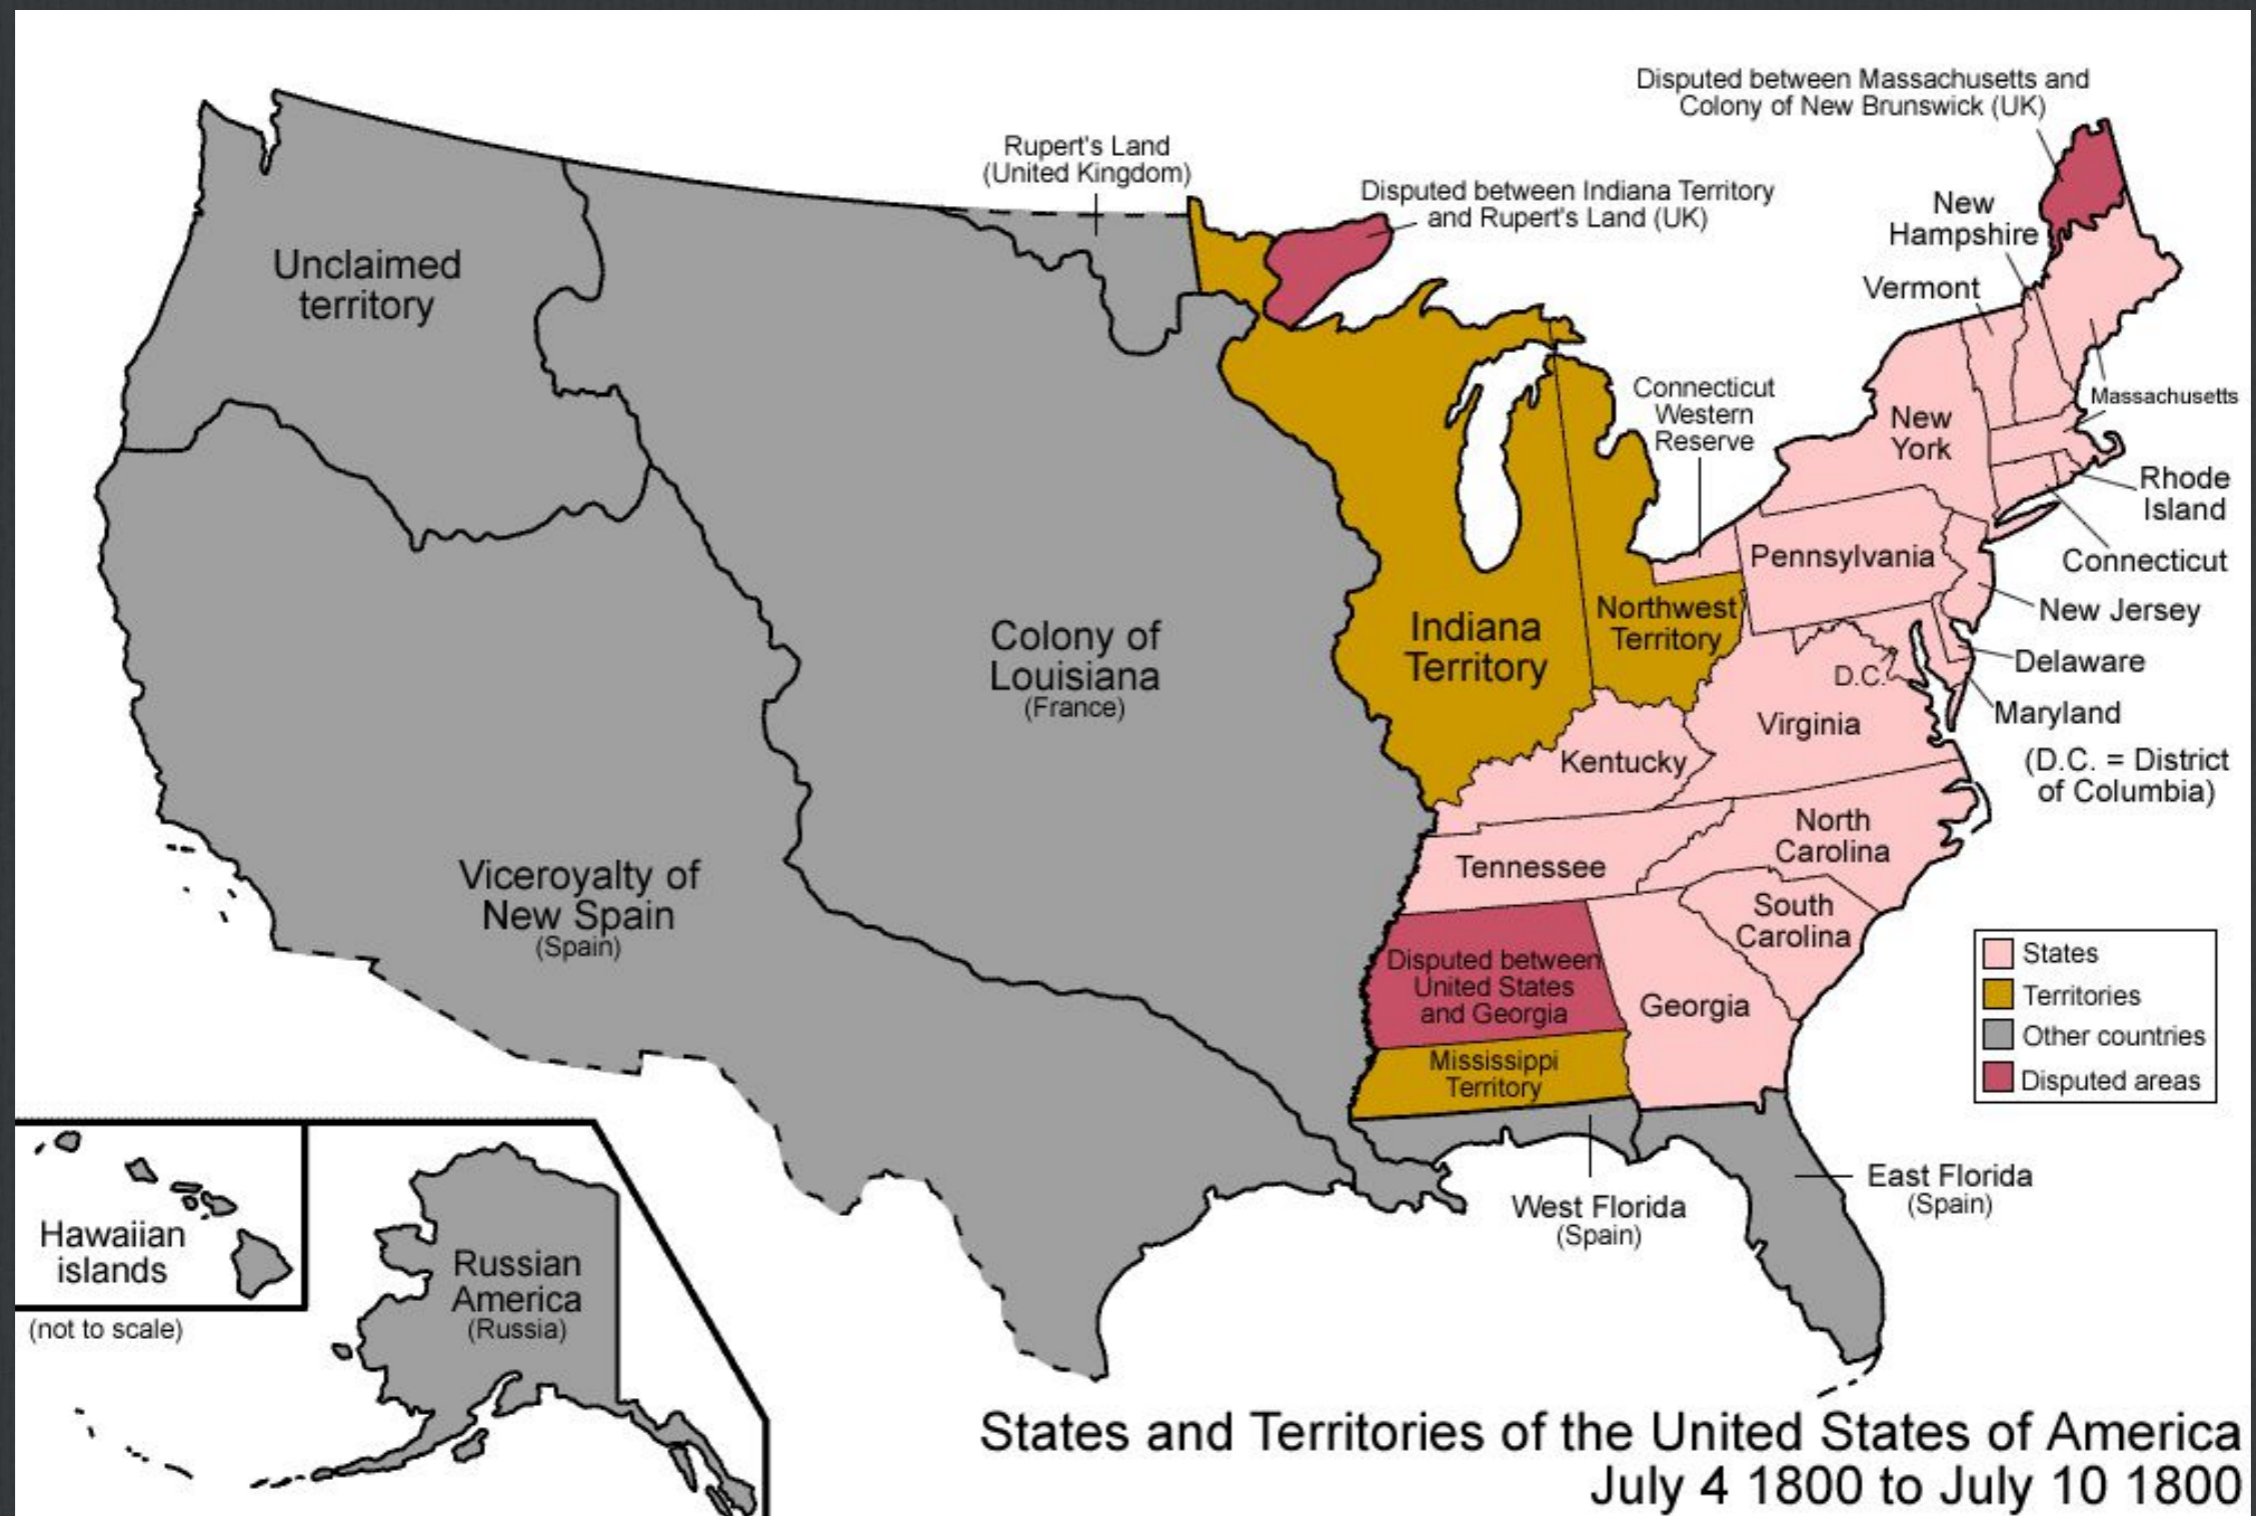 Disputed between Massachusetts and
Colony of New Brunswick (UK)
Rupert's Land
(United Kingdom)
Disputed between Indiana Territory
and Rupert's Land (UK)
New
Hampshire
Vermont
Unclaimed
territory
Connecticut
Western
Reserve
Massachusetts
New
York
Rhode
Island
Pennsylvania
Connecticut
Colony of
Louisiana
(France)
Indiana
Territory
Northwest
Territory
New Jersey
Delaware
D.C.
Maryland
Virginia
(D.C. = District
of Columbia)
Kentucky
North
Carolina
Tennessee
Viceroyalty of
New Spain
(Spain)
South
Carolina
Disputed between
United States
and Georgia
Georgia
States
Territories
Other countries
Disputed areas
Mississippi
Territory
West Florida
(Spain)
East Florida
(Spain)
Hawaiian
islands
(not to scale)
Russian
America
(Russia)
States and Territories of the United States of America
July 4 1800 to July 10 1800